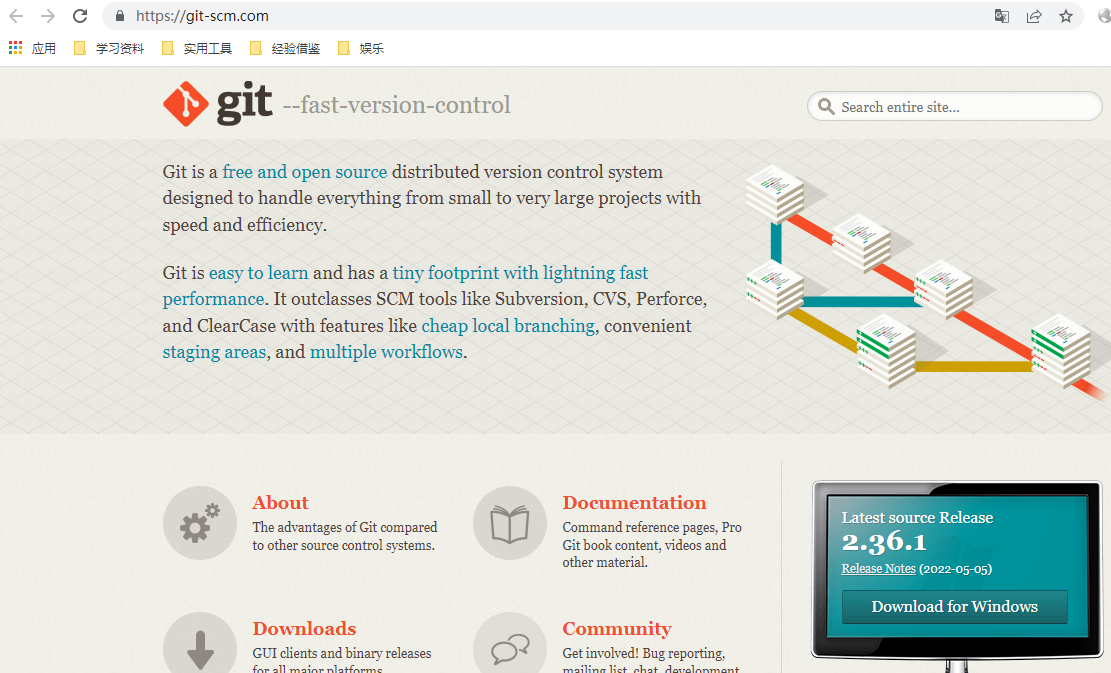 https://git-scm.com
应用
学习资料
实用工具
经验借鉴
娱乐
git --fast-version-control
Search entire site...
Git is a free and open source distributed version control system
designed to handle everything from small to very large projects with
speed and efficiency.
Git is easy to learn and has a tiny footprint with lightning fast
performance. It outclasses SCM tools like Subversion, CVS, Perforce,
and ClearCase with features like cheap local branching, convenient
staging areas, and multiple workflows.
About
The advantages of Git compared
to other source control systems.
Documentation
Command reference pages, Pro
Git book content, videos and
other material.
Downloads
GUI clients and binary releases
for all major platforms.
Community
Get involved! Bug reporting,
mailing list, chat, development
Latest source Release
2.36.1
Release Notes (2022-05-05)
Download for Windows